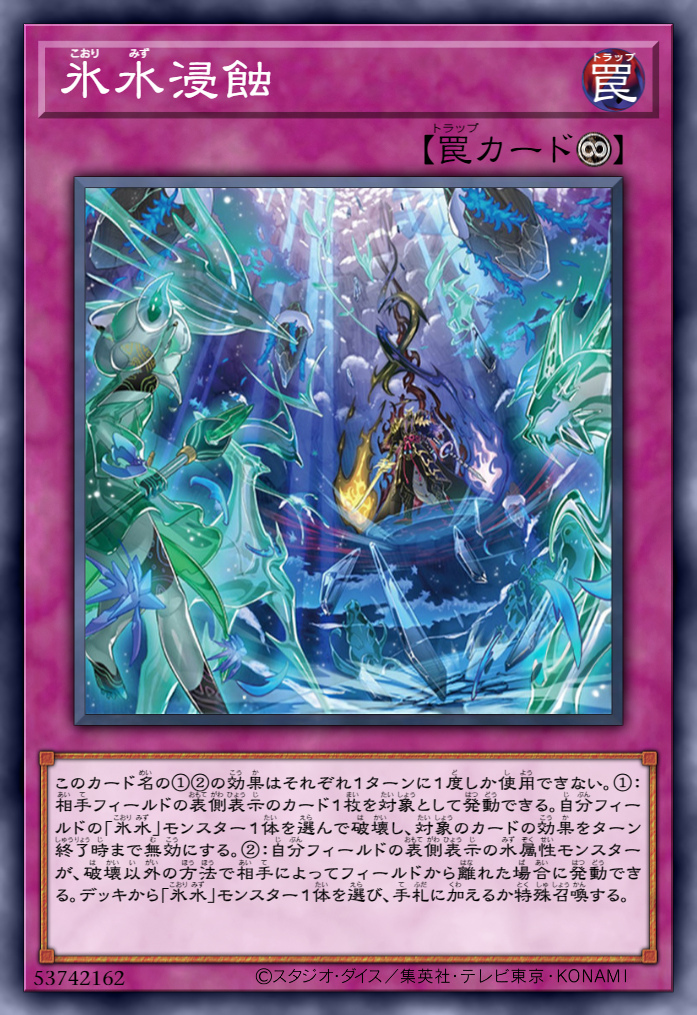 氷水浸蝕
罠
【罠カード】
このカード名の①②の効果はそれぞれ1ターンに1度しか使用できない。①:
相手フィールドの表側表示のカード1枚を対象として発動できる。自分フィー
ルドの「氷水」モンスター1体を選んで破壊し、対象のカードの効果をターン
終了時まで無効にする。②:自分フィールドの表側表示の水属性モンスター
が、破壊以外の方法で相手によってフィールドから離れた場合に発動でき
る。デッキから「氷水」モンスター1体を選び、手札に加えるか特殊召喚する。
53742162 ©スタジオ・ダイス/集英社・テレビ東京・KONAMI